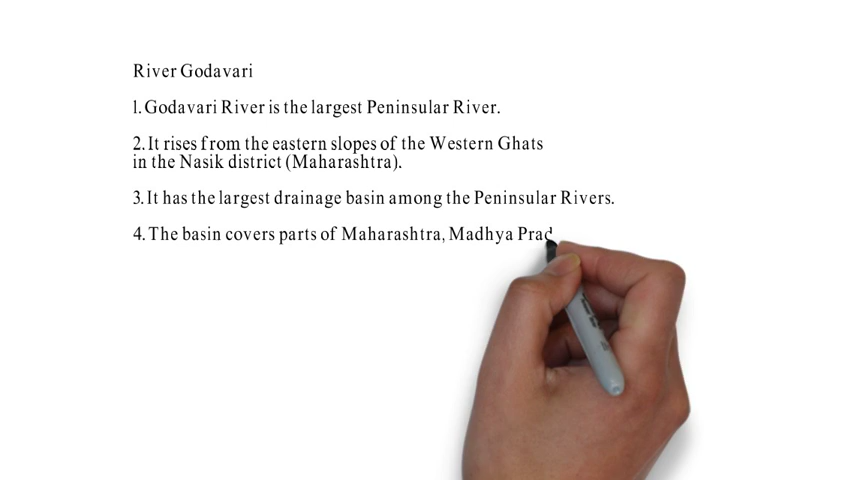 River Godavari
1. Godavari River is the largest Peninsular River.
2. It rises from the eastern slopes of the Western Ghats
in the Nasik district (Maharashtra).
3. It has the largest drainage basin among the Peninsular Rivers.
4. The basin covers parts of Maharashtra, Madhya Prad